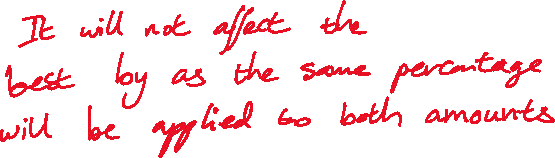 It will not affect the
best by as the same percentage
will be applied to both amounts